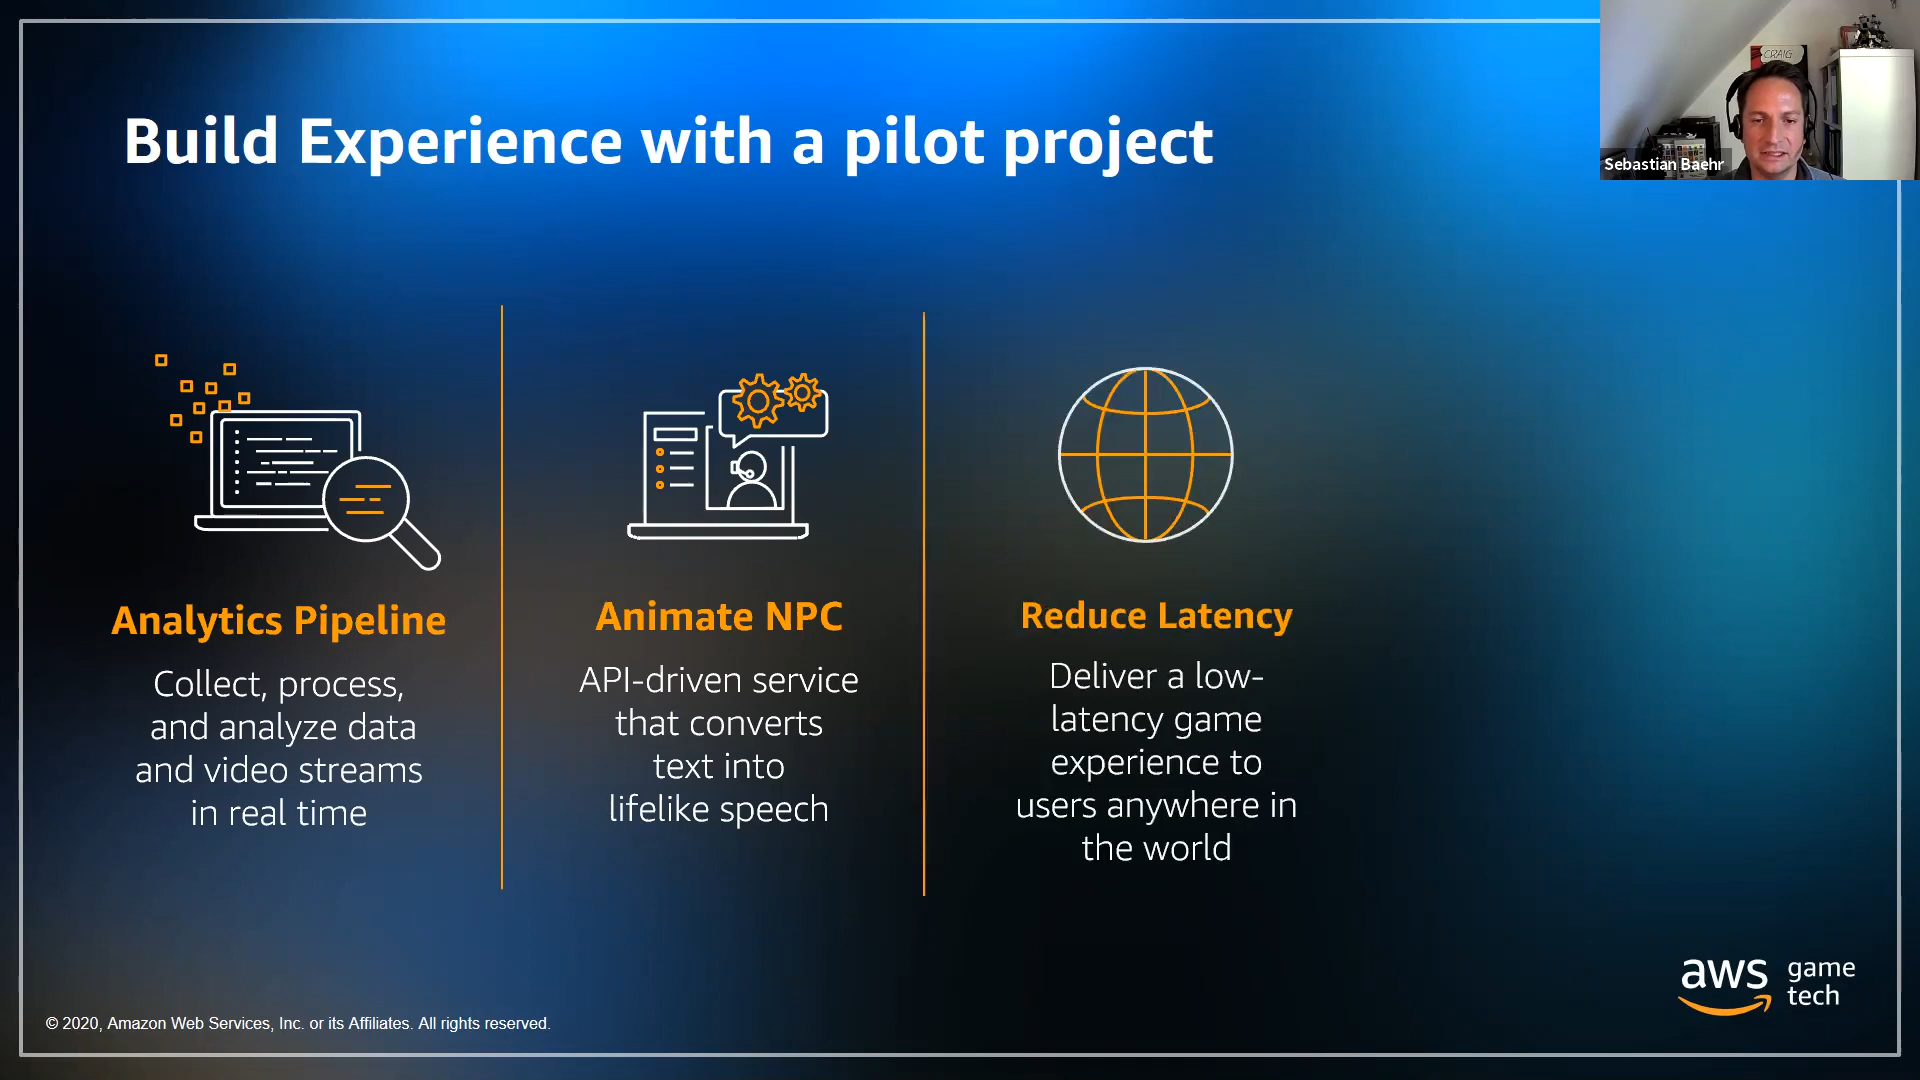 Build Experience with a pilot project
CRAIG
Sebastian Baehr
Analytics Pipeline
Collect, process,
and analyze data
and video streams
in real time
Animate NPC
API-driven service
that converts
text into
lifelike speech
Reduce Latency
Deliver a low-
latency game
experience to
users anywhere in
the world
aws game
tech
© 2020, Amazon Web Services, Inc. or its Affiliates. All rights reserved.